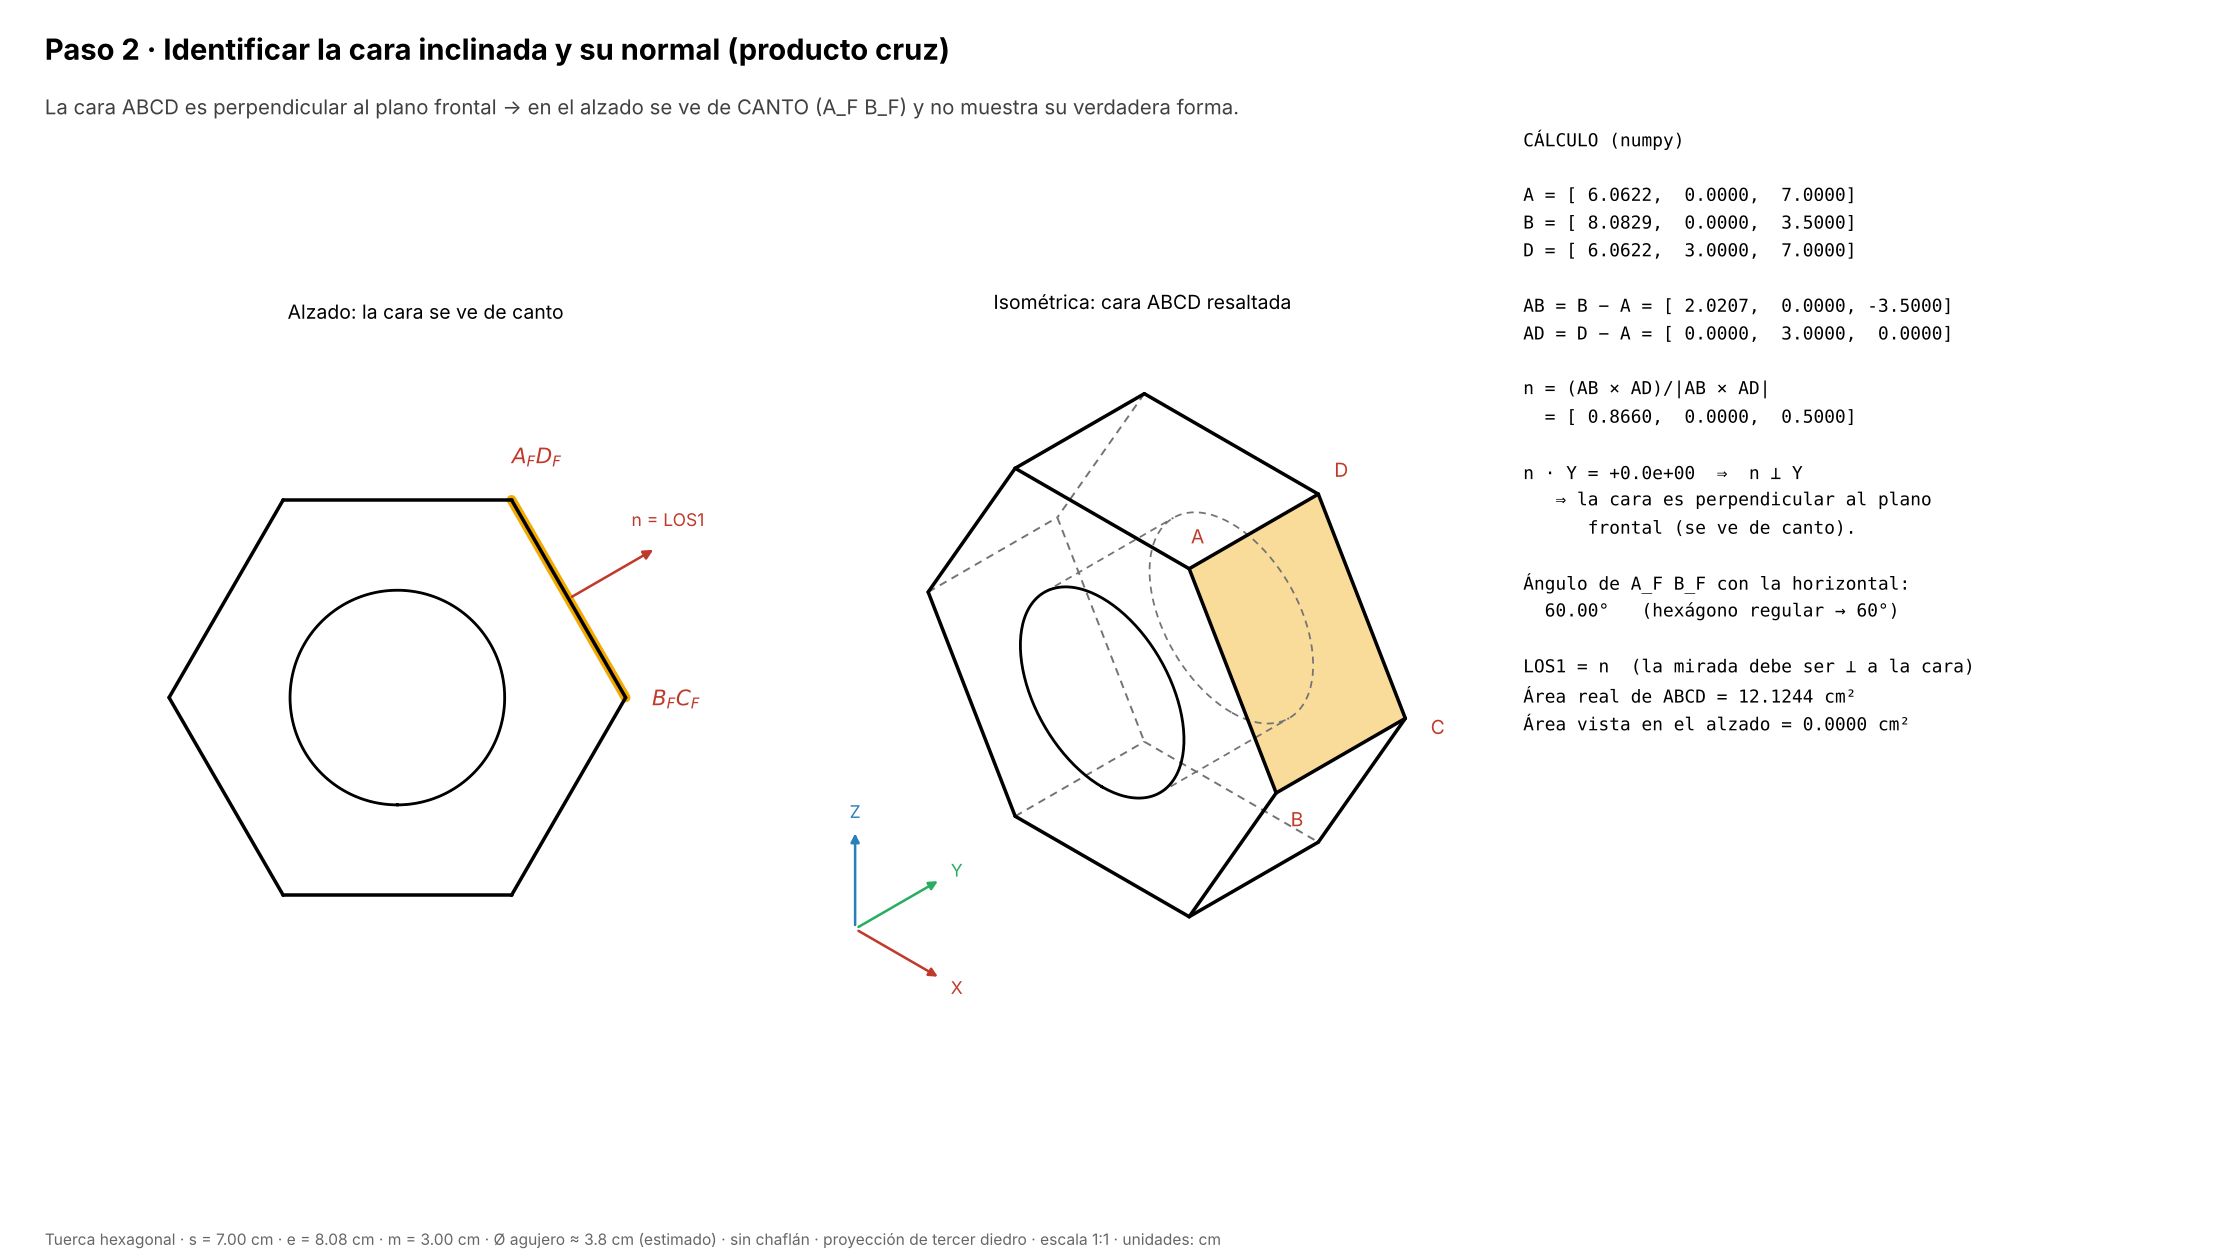 Paso 2 · Identificar la cara inclinada y su normal (producto cruz)
La cara ABCD es perpendicular al plano frontal → en el alzado se ve de CANTO (A_F B_F) y no muestra su verdadera forma.
Alzado: la cara se ve de canto
A_FD_F
n = LOS1
B_FC_F
Isométrica: cara ABCD resaltada
D
A
C
B
Z
Y
X
CÁLCULO (numpy)
A = [ 6.0622,  0.0000,  7.0000]
B = [ 8.0829,  0.0000,  3.5000]
D = [ 6.0622,  3.0000,  7.0000]
AB = B − A = [ 2.0207,  0.0000, -3.5000]
AD = D − A = [ 0.0000,  3.0000,  0.0000]
n = (AB × AD)/|AB × AD|
= [ 0.8660,  0.0000,  0.5000]
n · Y = +0.0e+00  ⇒  n ⊥ Y
⇒ la cara es perpendicular al plano
frontal (se ve de canto).
Ángulo de A_F B_F con la horizontal:
60.00°   (hexágono regular → 60°)
LOS1 = n  (la mirada debe ser ⊥ a la cara)
Área real de ABCD = 12.1244 cm²
Área vista en el alzado = 0.0000 cm²
Tuerca hexagonal · s = 7.00 cm · e = 8.08 cm · m = 3.00 cm · Ø agujero ≈ 3.8 cm (estimado) · sin chaflán · proyección de tercer diedro · escala 1:1 · unidades: cm